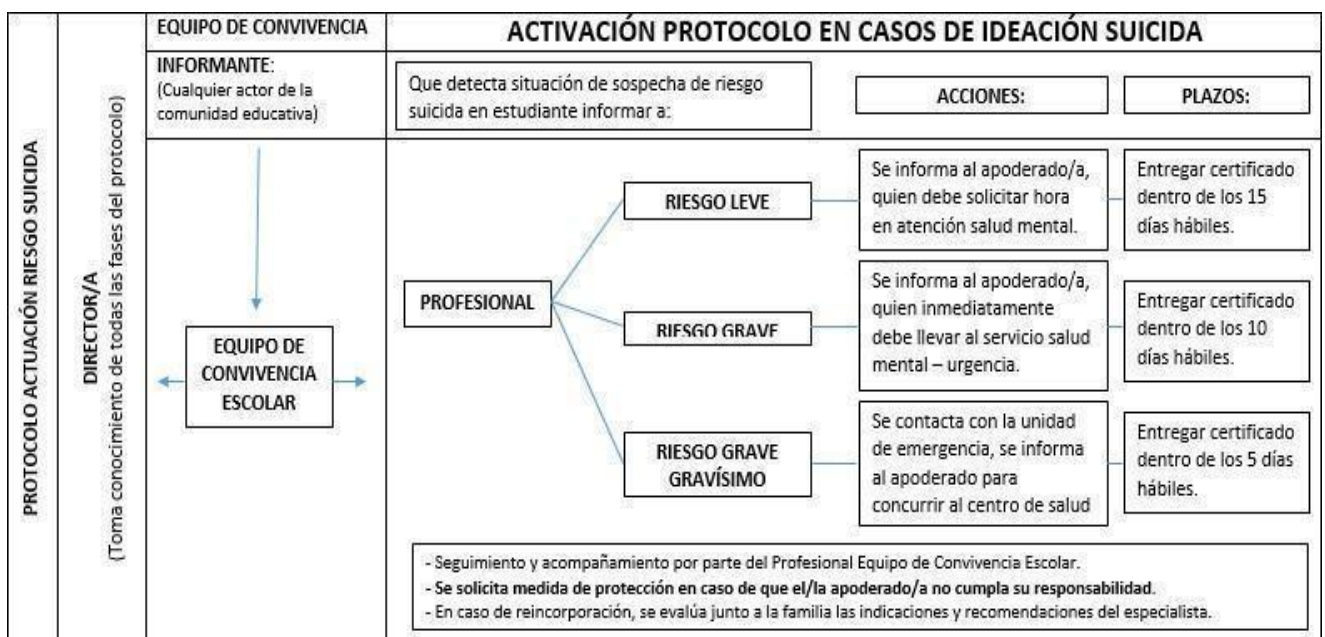 PROTOCOLO ACTUACIÓN RIESGO SUICIDA
DIRECTOR/A
(Toma conocimiento de todas las fases del protocolo)
EQUIPO DE CONVIVENCIA
ACTIVACIÓN PROTOCOLO EN CASOS DE IDEACIÓN SUICIDA
INFORMANTE:
(Cualquier actor de la
comunidad educativa)
Que detecta situación de sospecha de riesgo
suicida en estudiante informar a:
ACCIONES:
PLAZOS:
EQUIPO DE
CONVIVENCIA
ESCOLAR
PROFESIONAL
RIESGO LEVE
Se informa al apoderado/a,
quien debe solicitar hora
en atención salud mental.
Entregar certificado
dentro de los 15
días hábiles.
RIESGO GRAVE
Se informa al apoderado/a,
quien inmediatamente
debe llevar al servicio salud
mental – urgencia.
Entregar certificado
dentro de los 10
días hábiles.
RIESGO GRAVE
GRAVÍSIMO
Se contacta con la unidad
de emergencia, se informa
al apoderado para
concurrir al centro de salud
Entregar certificado
dentro de los 5 días
hábiles.
- Seguimiento y acompañamiento por parte del Profesional Equipo de Convivencia Escolar.
- Se solicita medida de protección en caso de que el/la apoderado/a no cumpla su responsabilidad.
- En caso de reincorporación, se evalúa junto a la familia las indicaciones y recomendaciones del especialista.